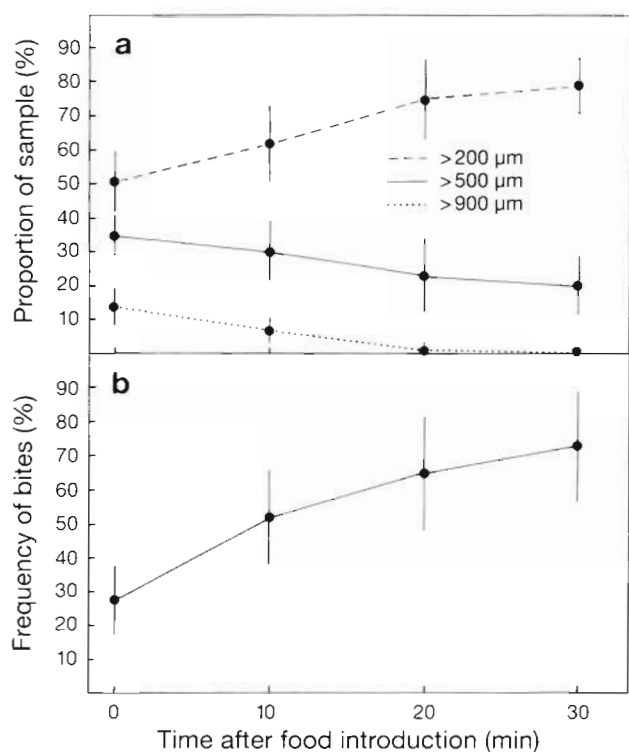 a
Proportion of sample (%)
90
80
70
60
50
40
30
20
10
>200 µm
>500 µm
>900 µm
b
Frequency of bites (%)
90
80
70
60
50
40
30
20
10
0 10 20 30
Time after food introduction (min)